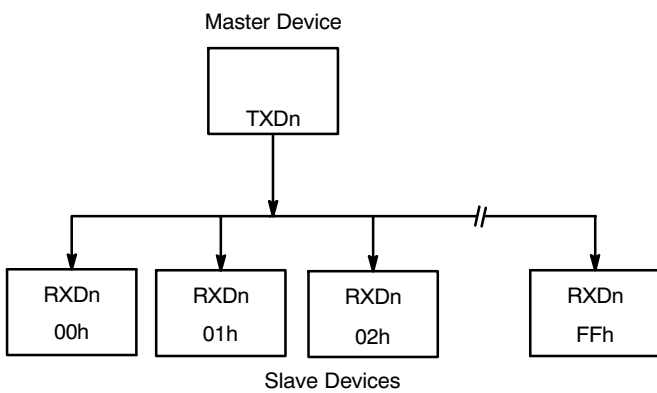 Master Device
TXDn
RXDn RXDn RXDn RXDn
00h 01h 02h FFh
Slave Devices